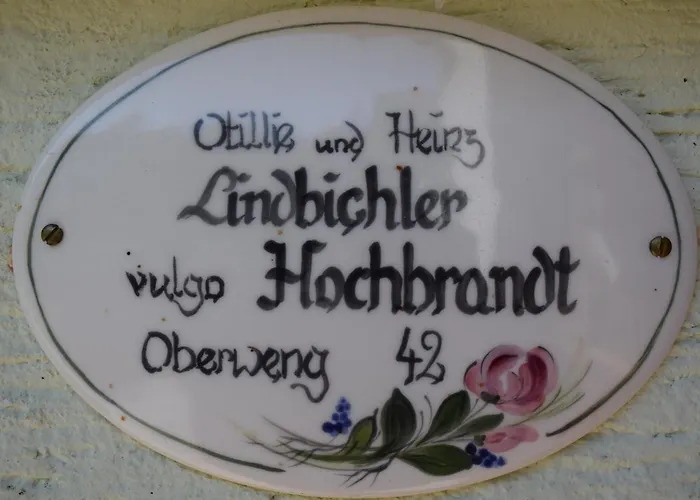 Otillie und Heinz
Lindbichler
vulgo Hochbrandt
Oberweng 42